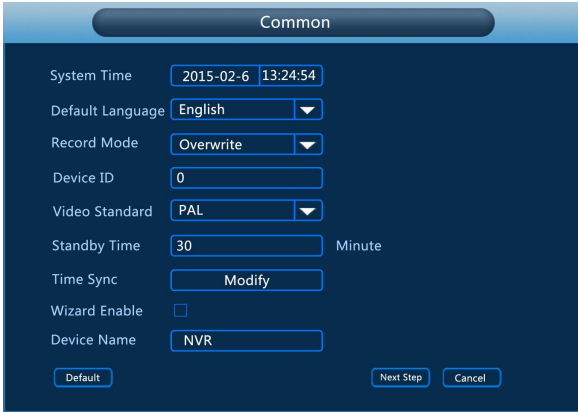 Common
System Time 2015-02-6 13:24:54
Default Language English
Record Mode Overwrite
Device ID 0
Video Standard PAL
Standby Time 30 Minute
Time Sync Modify
Wizard Enable
Device Name NVR
Default Next Step Cancel